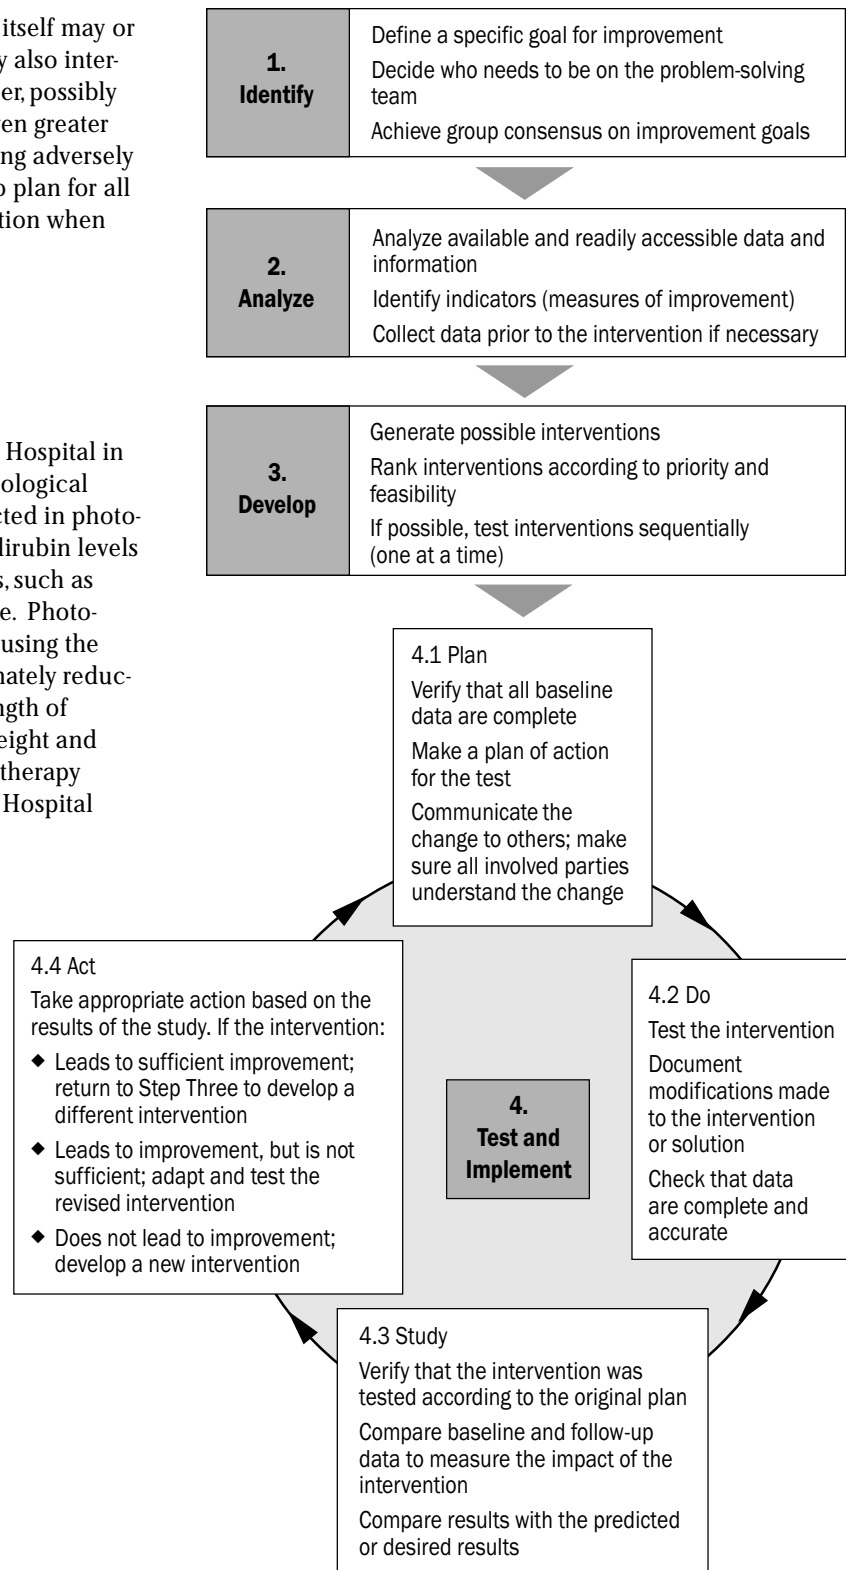 itself may or
y also inter-
er, possibly
ven greater
ng adversely
o plan for all
tion when
Hospital in
ological
cted in photo-
lirubin levels
s, such as
e. Photo-
using the
nately reduc-
ngth of
eight and
therapy
Hospital
1.
Identify
Define a specific goal for improvement
Decide who needs to be on the problem-solving
team
Achieve group consensus on improvement goals
2.
Analyze
Analyze available and readily accessible data and
information
Identify indicators (measures of improvement)
Collect data prior to the intervention if necessary
3.
Develop
Generate possible interventions
Rank interventions according to priority and
feasibility
If possible, test interventions sequentially
(one at a time)
4.1 Plan
Verify that all baseline
data are complete
Make a plan of action
for the test
Communicate the
change to others; make
sure all involved parties
understand the change
4.4 Act
Take appropriate action based on the
results of the study. If the intervention:
◆ Leads to sufficient improvement;
return to Step Three to develop a
different intervention
◆ Leads to improvement, but is not
sufficient; adapt and test the
revised intervention
◆ Does not lead to improvement;
develop a new intervention
4.
Test and
Implement
4.2 Do
Test the intervention
Document
modifications made
to the intervention
or solution
Check that data
are complete and
accurate
4.3 Study
Verify that the intervention was
tested according to the original plan
Compare baseline and follow-up
data to measure the impact of the
intervention
Compare results with the predicted
or desired results